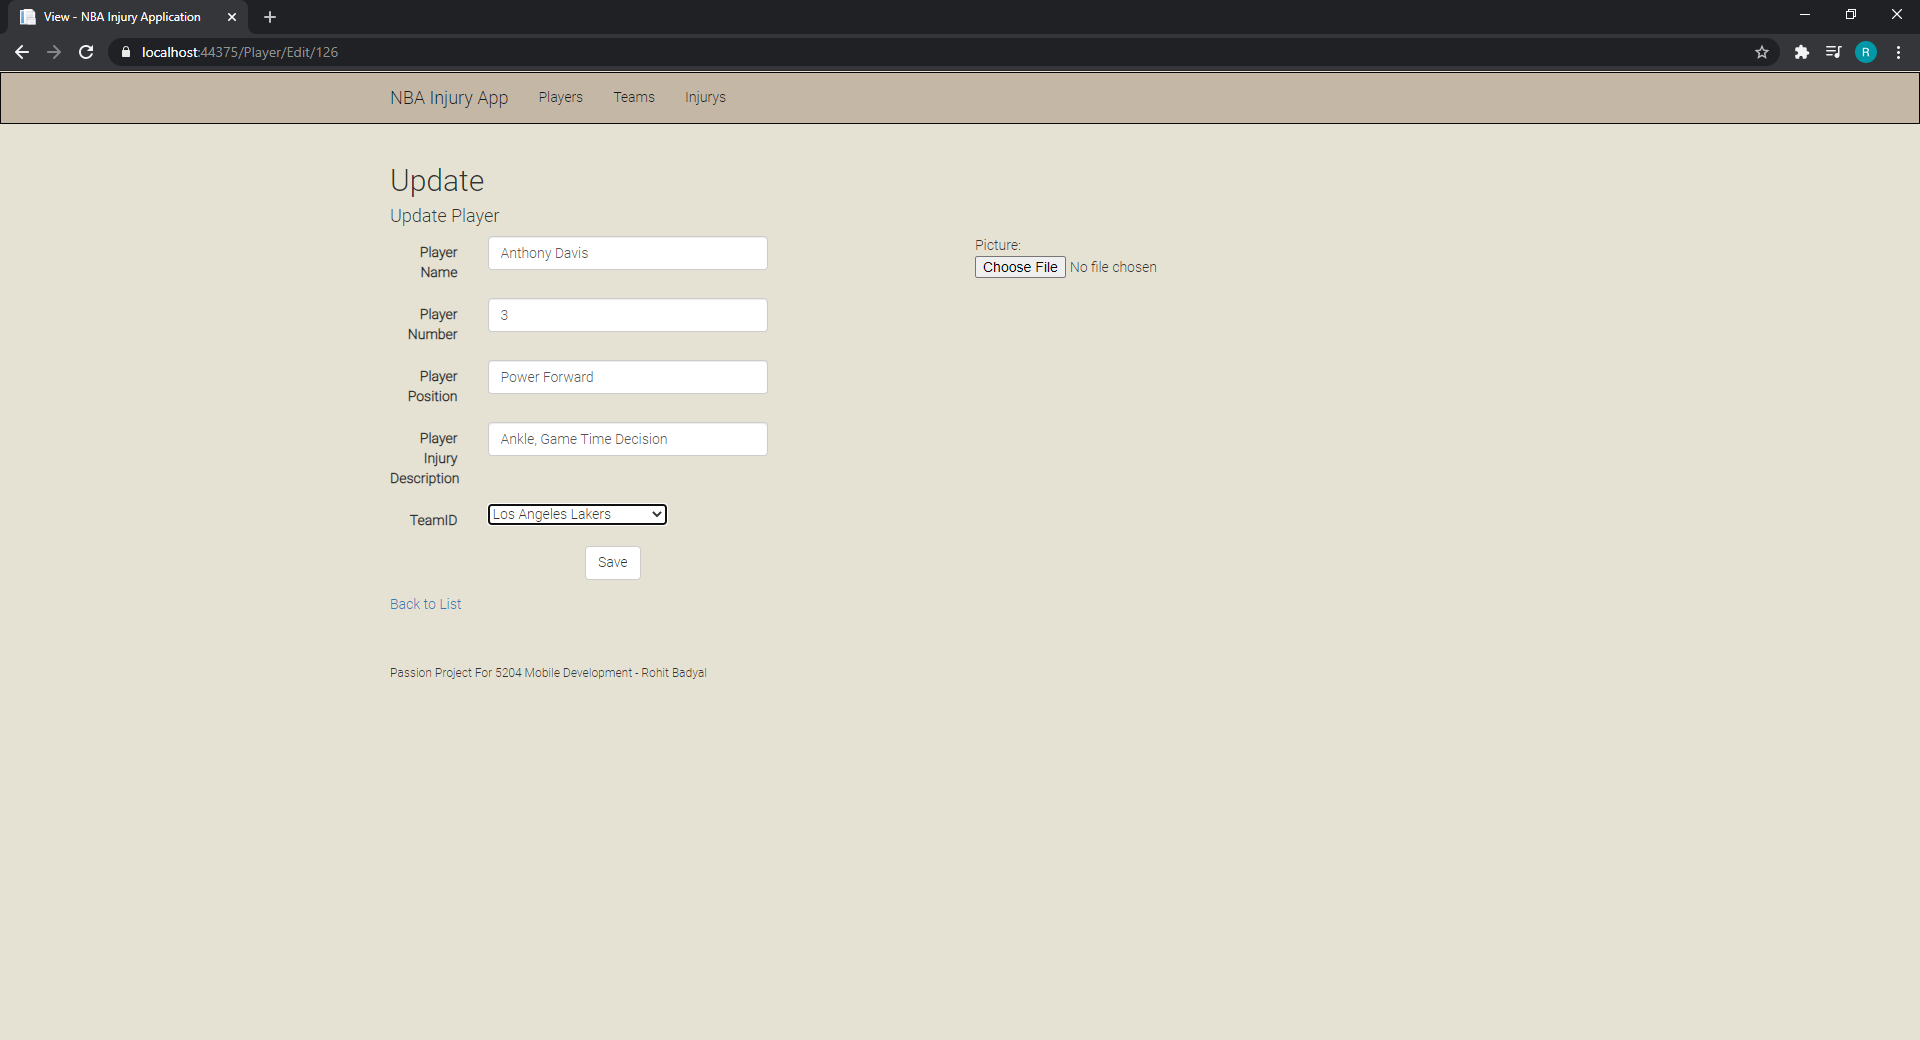 View - NBA Injury Application
localhost:44375/Player/Edit/126
R
NBA Injury App Players Teams Injurys
Update
Update Player
Player
Name
Anthony Davis
Picture:
Choose File No file chosen
Player
Number
3
Player
Position
Power Forward
Player
Injury
Description
Ankle, Game Time Decision
TeamID
Los Angeles Lakers
Save
Back to List
Passion Project For 5204 Mobile Development - Rohit Badyal